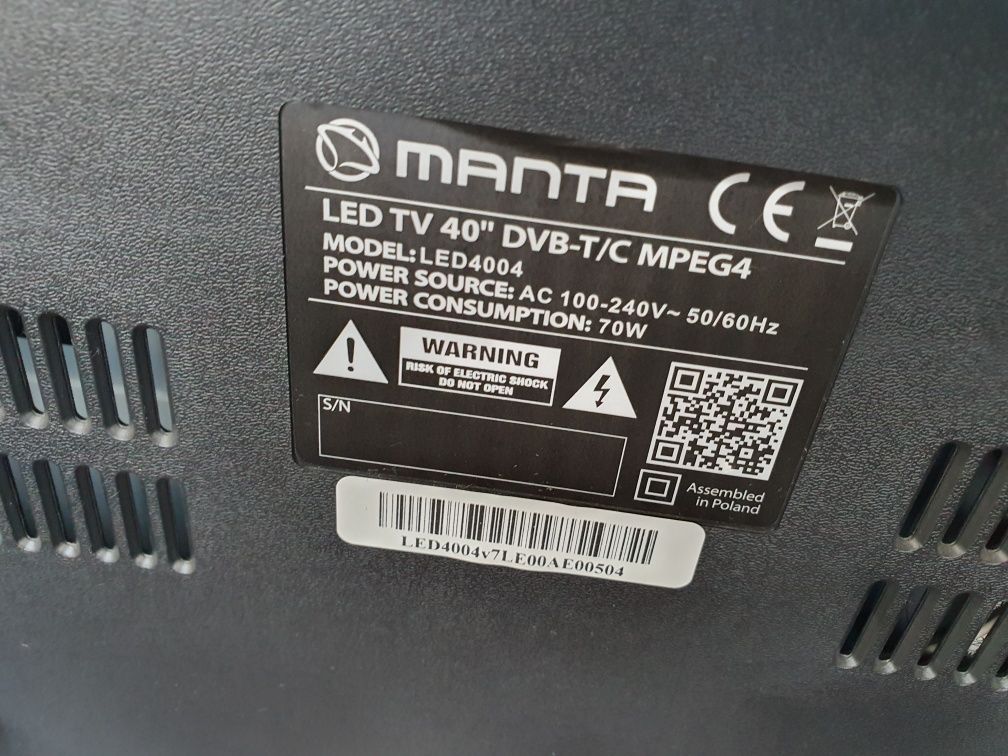 MANTA
LED TV 40" DVB-T/C MPEG4
MODEL:LED4004
POWER SOURCE: AC 100-240V~ 50/60Hz
POWER CONSUMPTION: 70W
WARNING
RISK OF ELECTRIC SHOCK
DO NOT OPEN
S/N
Assembled
in Poland
LED4004v7LE00AE00504